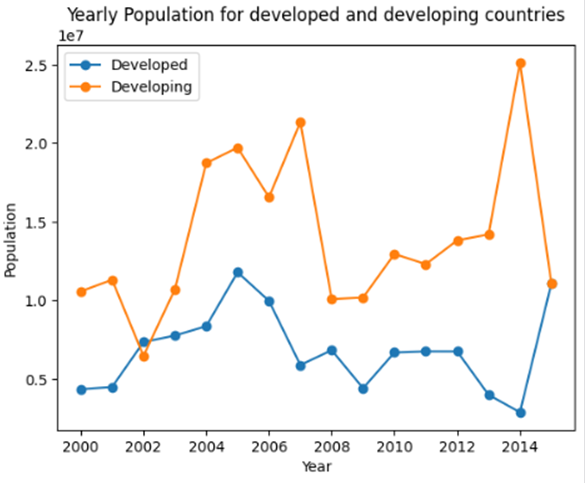 Yearly Population for developed and developing countries
1e7
Developed
Developing
2.5
2.0
1.5
1.0
0.5
Population
2000 2002 2004 2006 2008 2010 2012 2014
Year